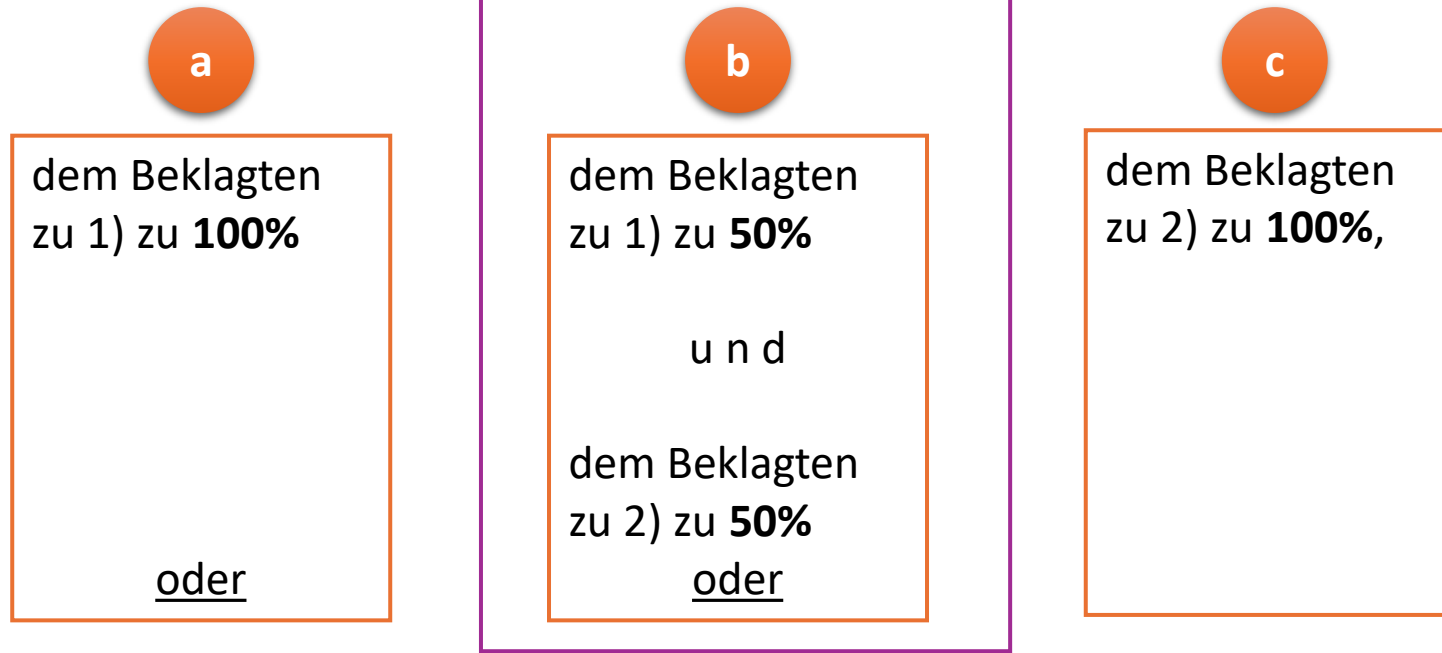 a
dem Beklagten
zu 1) zu 100%
oder
b
dem Beklagten
zu 1) zu 50%
u n d
dem Beklagten
zu 2) zu 50%
oder
c
dem Beklagten
zu 2) zu 100%,